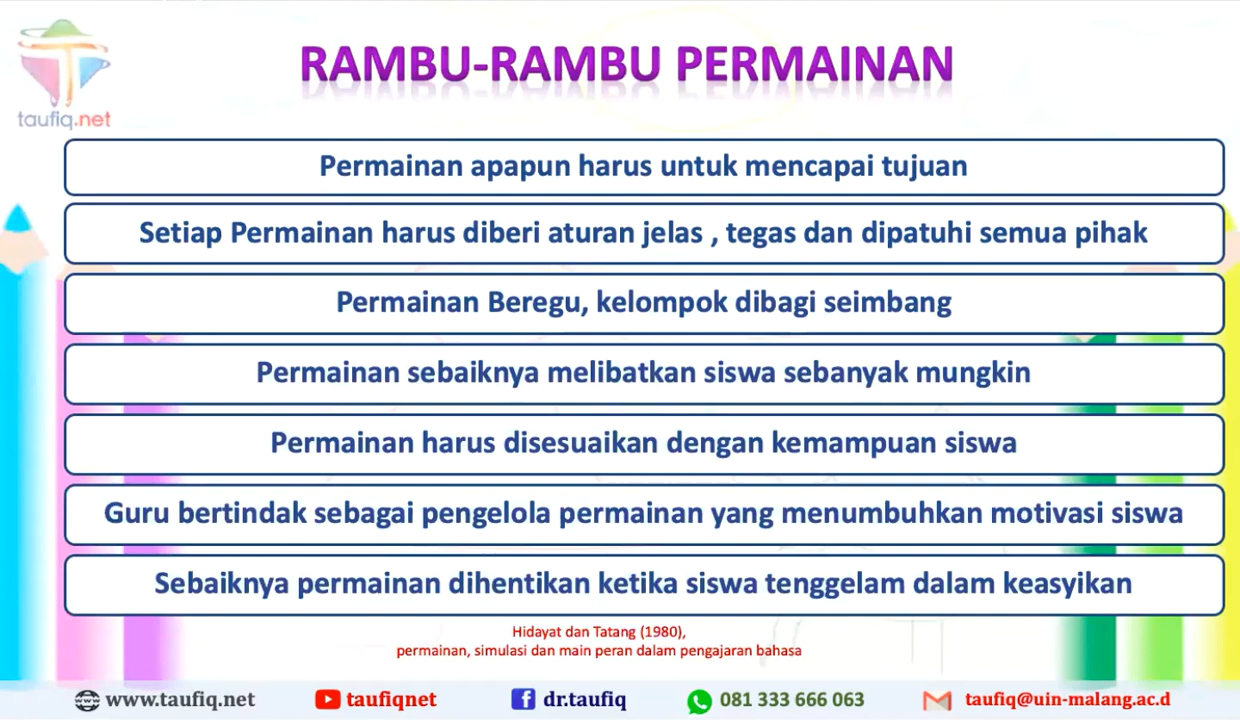 taufiq.net
RAMBU-RAMBU PERMAINAN
Permainan apapun harus untuk mencapai tujuan
Setiap Permainan harus diberi aturan jelas , tegas dan dipatuhi semua pihak
Permainan Beregu, kelompok dibagi seimbang
Permainan sebaiknya melibatkan siswa sebanyak mungkin
Permainan harus disesuaikan dengan kemampuan siswa
Guru bertindak sebagai pengelola permainan yang menumbuhkan motivasi siswa
Sebaiknya permainan dihentikan ketika siswa tenggelam dalam keasyikan
Hidayat dan Tatang (1980),
permainan, simulasi dan main peran dalam pengajaran bahasa
www.taufiq.net taufiqnet dr.taufiq 081 333 666 063 taufiq@uin-malang.ac.d